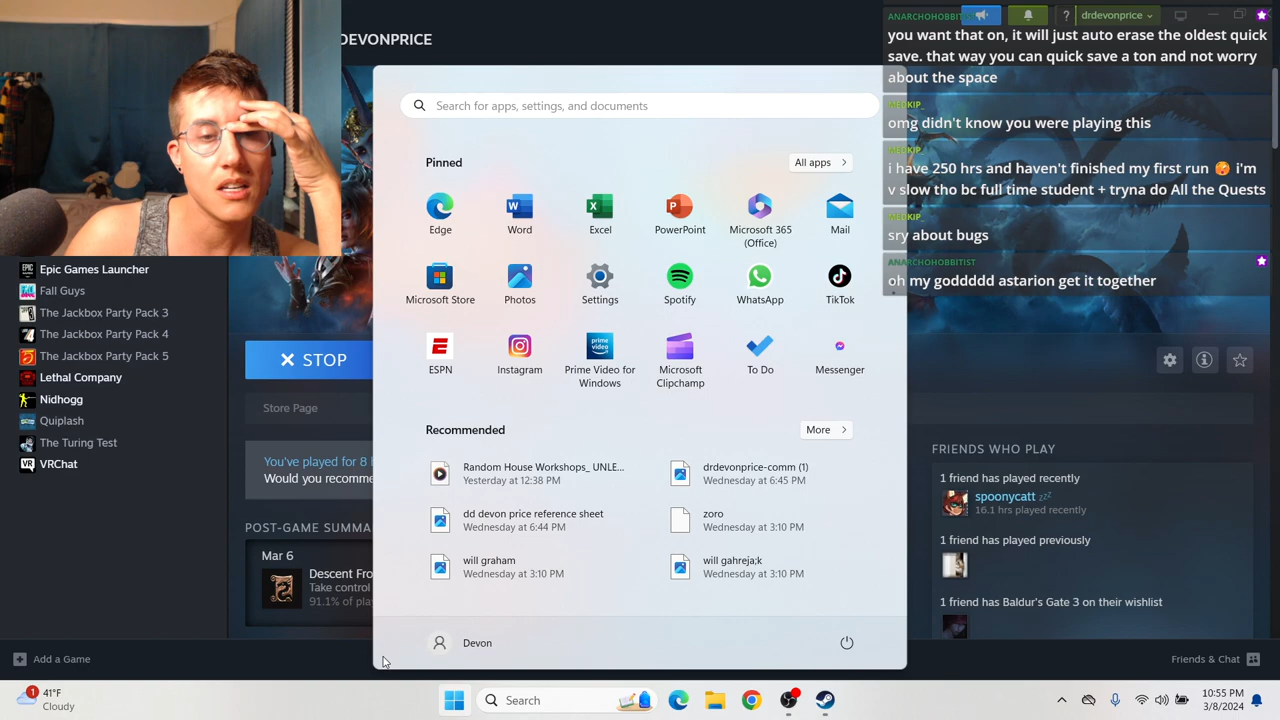 DEVONPRICE
ANARCHOHOBBITIST
drdevonprice
you want that on, it will just auto erase the oldest quick
save. that way you can quick save a ton and not worry
about the space
MEDKIP_
omg didn't know you were playing this
MEDKIP_
i have 250 hrs and haven't finished my first run i'm
v slow tho bc full time student + tryna do All the Quests
MEDKIP_
sry about bugs
ANARCHOHOBBITIST
oh my goddddd astarion get it together
Search for apps, settings, and documents
Pinned
All apps
Edge
Word
Excel
PowerPoint
Microsoft 365
(Office)
Mail
Microsoft Store
Photos
Settings
Spotify
WhatsApp
TikTok
ESPN
Instagram
prime video
Prime Video for
Windows
Microsoft
Clipchamp
To Do
Messenger
Recommended
More
Random House Workshops_ UNLE...
Yesterday at 12:38 PM
drdevonprice-comm (1)
Wednesday at 6:45 PM
dd devon price reference sheet
Wednesday at 6:44 PM
zoro
Wednesday at 3:10 PM
will graham
Wednesday at 3:10 PM
will gahreja;k
Wednesday at 3:10 PM
Devon
Epic Games Launcher
Fall Guys
The Jackbox Party Pack 3
The Jackbox Party Pack 4
The Jackbox Party Pack 5
Lethal Company
Nidhogg
Quiplash
The Turing Test
VRChat
STOP
Store Page
You've played for 8 h
Would you recomme
POST-GAME SUMMA
Mar 6
Descent Fro
Take control
91.1% of pla
FRIENDS WHO PLAY
1 friend has played recently
spoonycatt zzz
16.1 hrs played recently
1 friend has played previously
1 friend has Baldur's Gate 3 on their wishlist
Add a Game
Friends & Chat
1
41°F
Cloudy
Search
10:55 PM
3/8/2024